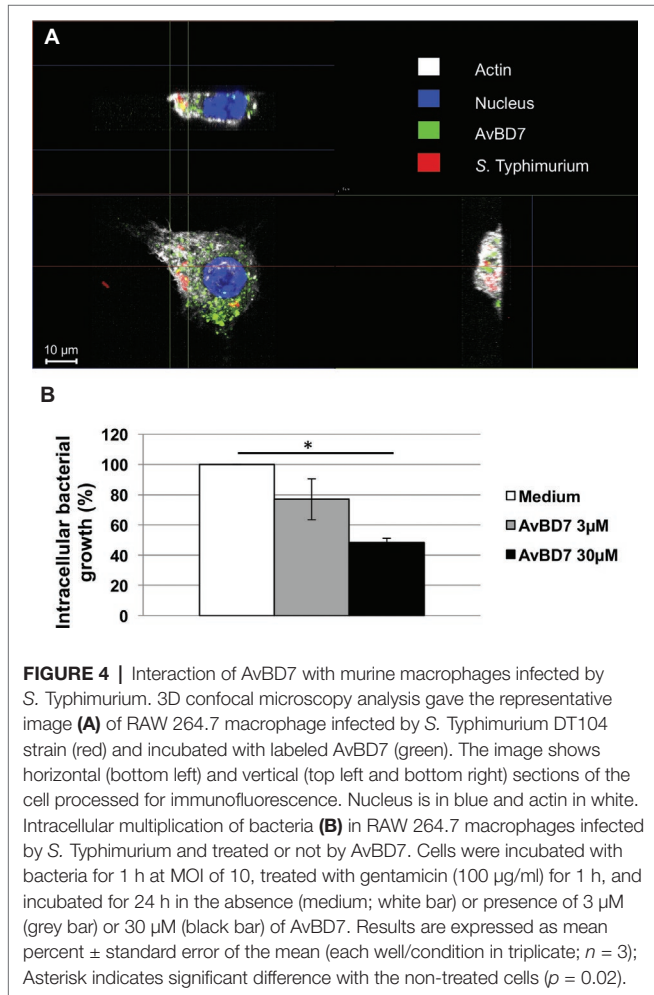 A
Actin
Nucleus
AvBD7
S. Typhimurium
10 µm
B
Intracellular bacterial
growth (%)
120
100
80
60
40
20
0
*
Medium
AvBD7 3µM
AvBD7 30µM
FIGURE 4 | Interaction of AvBD7 with murine macrophages infected by
S. Typhimurium. 3D confocal microscopy analysis gave the representative
image (A) of RAW 264.7 macrophage infected by S. Typhimurium DT104
strain (red) and incubated with labeled AvBD7 (green). The image shows
horizontal (bottom left) and vertical (top left and bottom right) sections of the
cell processed for immunofluorescence. Nucleus is in blue and actin in white.
Intracellular multiplication of bacteria (B) in RAW 264.7 macrophages infected
by S. Typhimurium and treated or not by AvBD7. Cells were incubated with
bacteria for 1 h at MOI of 10, treated with gentamicin (100 µg/ml) for 1 h, and
incubated for 24 h in the absence (medium; white bar) or presence of 3 µM
(grey bar) or 30 µM (black bar) of AvBD7. Results are expressed as mean
percent ± standard error of the mean (each well/condition in triplicate; n = 3);
Asterisk indicates significant difference with the non-treated cells (p = 0.02).